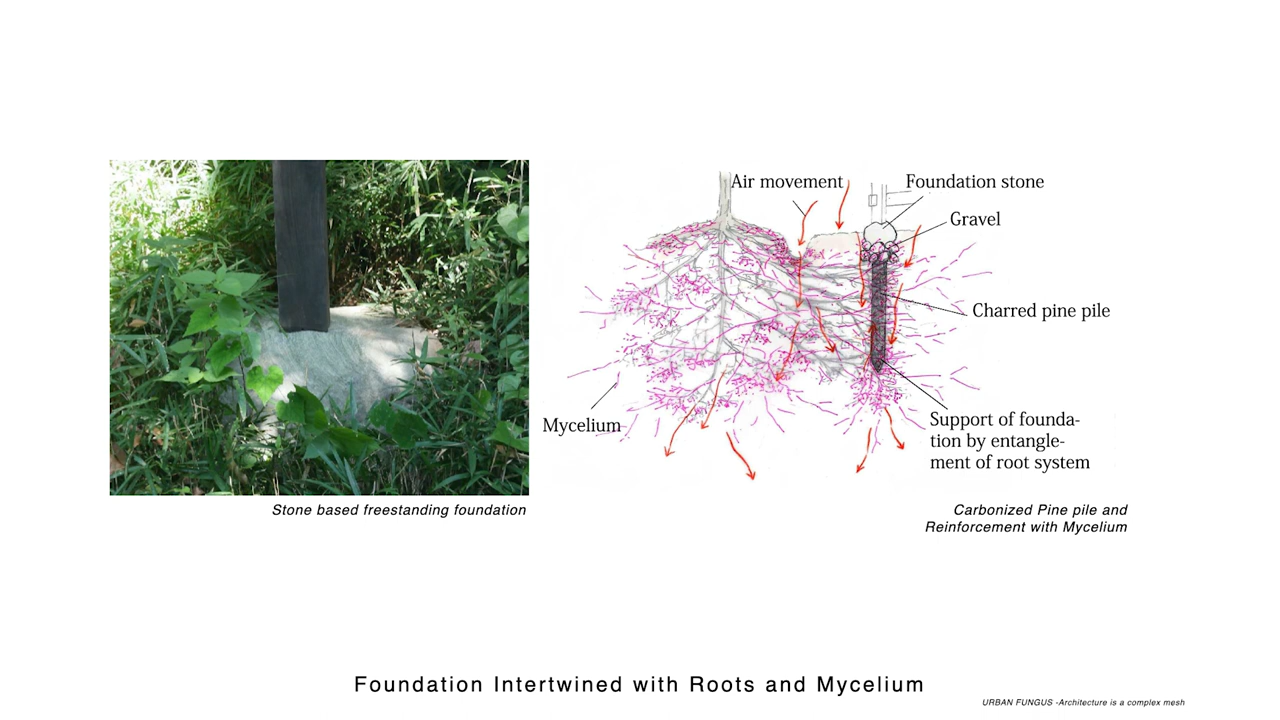 Air movement
Foundation stone
Gravel
Charred pine pile
Mycelium
Support of founda-
tion by entangle-
ment of root system
Stone based freestanding foundation
Carbonized Pine pile and
Reinforcement with Mycelium
Foundation Intertwined with Roots and Mycelium
URBAN FUNGUS -Architecture is a complex mesh